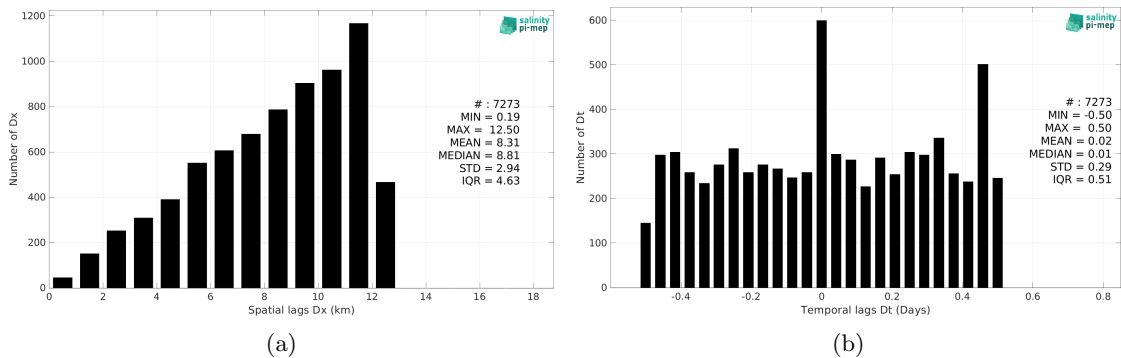 1200
1000
800
600
400
200
0
Number of Dx
0 2 4 6 8 10 12 14 16 18
Spatial lags Dx (km)
salinity
pi-mep
# : 7273
MIN = 0.19
MAX = 12.50
MEAN = 8.31
MEDIAN = 8.81
STD = 2.94
IQR = 4.63
(a)
600
500
400
300
200
100
0
Number of Dt
-0.4 -0.2 0 0.2 0.4 0.6 0.8
Temporal lags Dt (Days)
salinity
pi-mep
# : 7273
MIN = -0.50
MAX = 0.50
MEAN = 0.02
MEDIAN = 0.01
STD = 0.29
IQR = 0.51
(b)